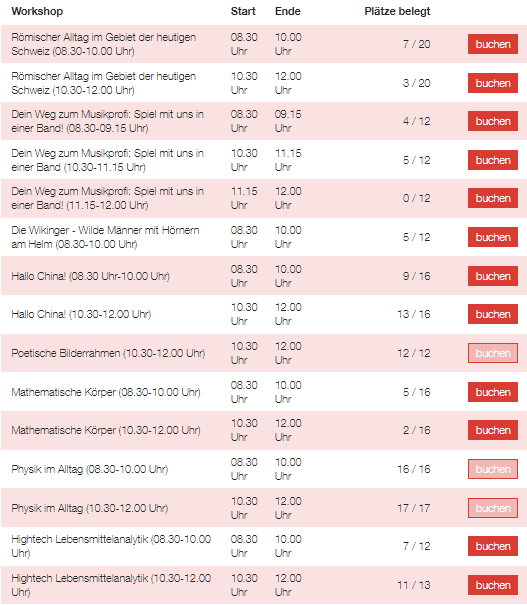 Workshop Start Ende Plätze belegt
Römischer Alltag im Gebiet der heutigen 08.30 10.00
Schweiz (08.30-10.00 Uhr) Uhr Uhr 7 / 20 buchen
Römischer Alltag im Gebiet der heutigen 10.30 12.00
Schweiz (10.30-12.00 Uhr) Uhr Uhr 3 / 20 buchen
Dein Weg zum Musikprofi: Spiel mit uns in 08.30 09.15
einer Band! (08.30-09.15 Uhr) Uhr Uhr 4 / 12 buchen
Dein Weg zum Musikprofi: Spiel mit uns in 10.30 11.15
einer Band (10.30-11.15 Uhr) Uhr Uhr 5 / 12 buchen
Dein Weg zum Musikprofi: Spiel mit uns in 11.15 12.00
einer Band! (11.15-12.00 Uhr) Uhr Uhr 0 / 12 buchen
Die Wikinger - Wilde Männer mit Hörnern 08.30 10.00
am Helm (08.30-10.00 Uhr) Uhr Uhr 5 / 12 buchen
Hallo China! (08.30 Uhr-10.00 Uhr) 08.30 Uhr 10.00 Uhr 9 / 16 buchen
Hallo China! (10.30-12.00 Uhr) 10.30 Uhr 12.00 Uhr 13 / 16 buchen
Poetische Bilderrahmen (10.30-12.00 Uhr) 10.30 Uhr 12.00 Uhr 12 / 12 buchen
Mathematische Körper (08.30-10.00 Uhr) 08.30 Uhr 10.00 Uhr 5 / 16 buchen
Mathematische Körper (10.30-12.00 Uhr) 10.30 Uhr 12.00 Uhr 2 / 16 buchen
Physik im Alltag (08.30-10.00 Uhr) 08.30 Uhr 10.00 Uhr 16 / 16 buchen
Physik im Alltag (10.30-12.00 Uhr) 10.30 Uhr 12.00 Uhr 17 / 17 buchen
Hightech Lebensmittelanalytik (08.30-10.00 08.30 10.00
Uhr) Uhr Uhr 7 / 12 buchen
Hightech Lebensmittelanalytik (10.30-12.00 10.30 12.00
Uhr) Uhr Uhr 11 / 13 buchen